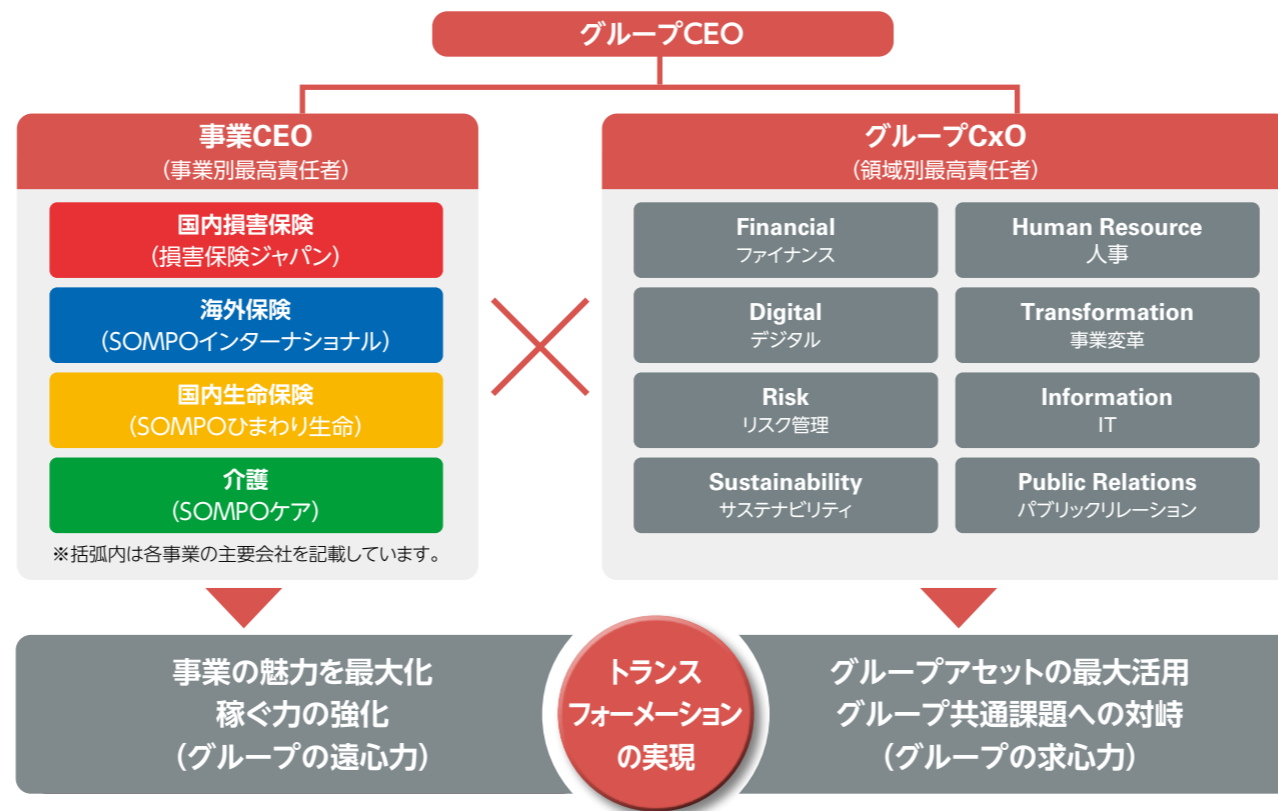 グループCEO
事業CEO
（事業別最高責任者）
国内損害保険
（損害保険ジャパン）
海外保険
（SOMPOインターナショナル）
国内生命保険
（SOMPOひまわり生命）
介護
（SOMPOケア）
※括弧内は各事業の主要会社を記載しています。
グループCxO
（領域別最高責任者）
Financial
ファイナンス
Human Resource
人事
Digital
デジタル
Transformation
事業変革
Risk
リスク管理
Information
IT
Sustainability
サステナビリティ
Public Relations
パブリックリレーション
事業の魅力を最大化
稼ぐ力の強化
（グループの遠心力）
トランス
フォーメーション
の実現
グループアセットの最大活用
グループ共通課題への対峙
（グループの求心力）